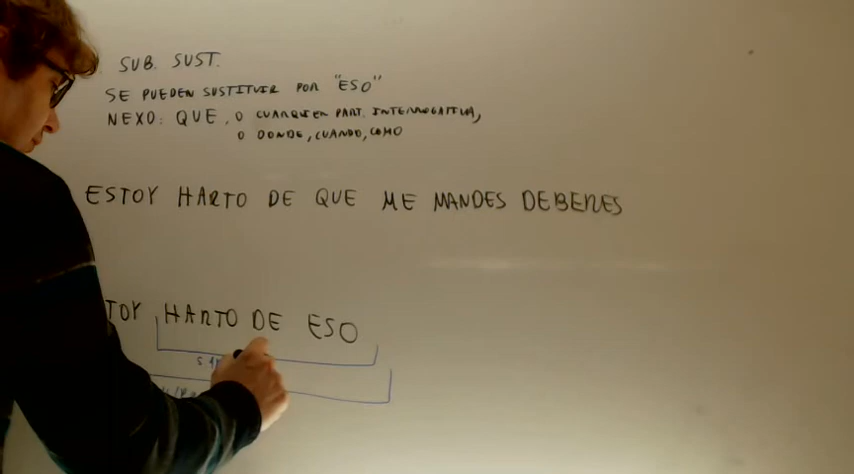 SUB. SUST.
SE PUEDEN SUSTITUIR POR "ESO"
NEXO: QUE, O CUALQUIER PART. INTERROGATIVA,
O DONDE, CUANDO, COMO
ESTOY HARTO DE QUE ME MANDES DEBERES
TOY HARTO DE ESO